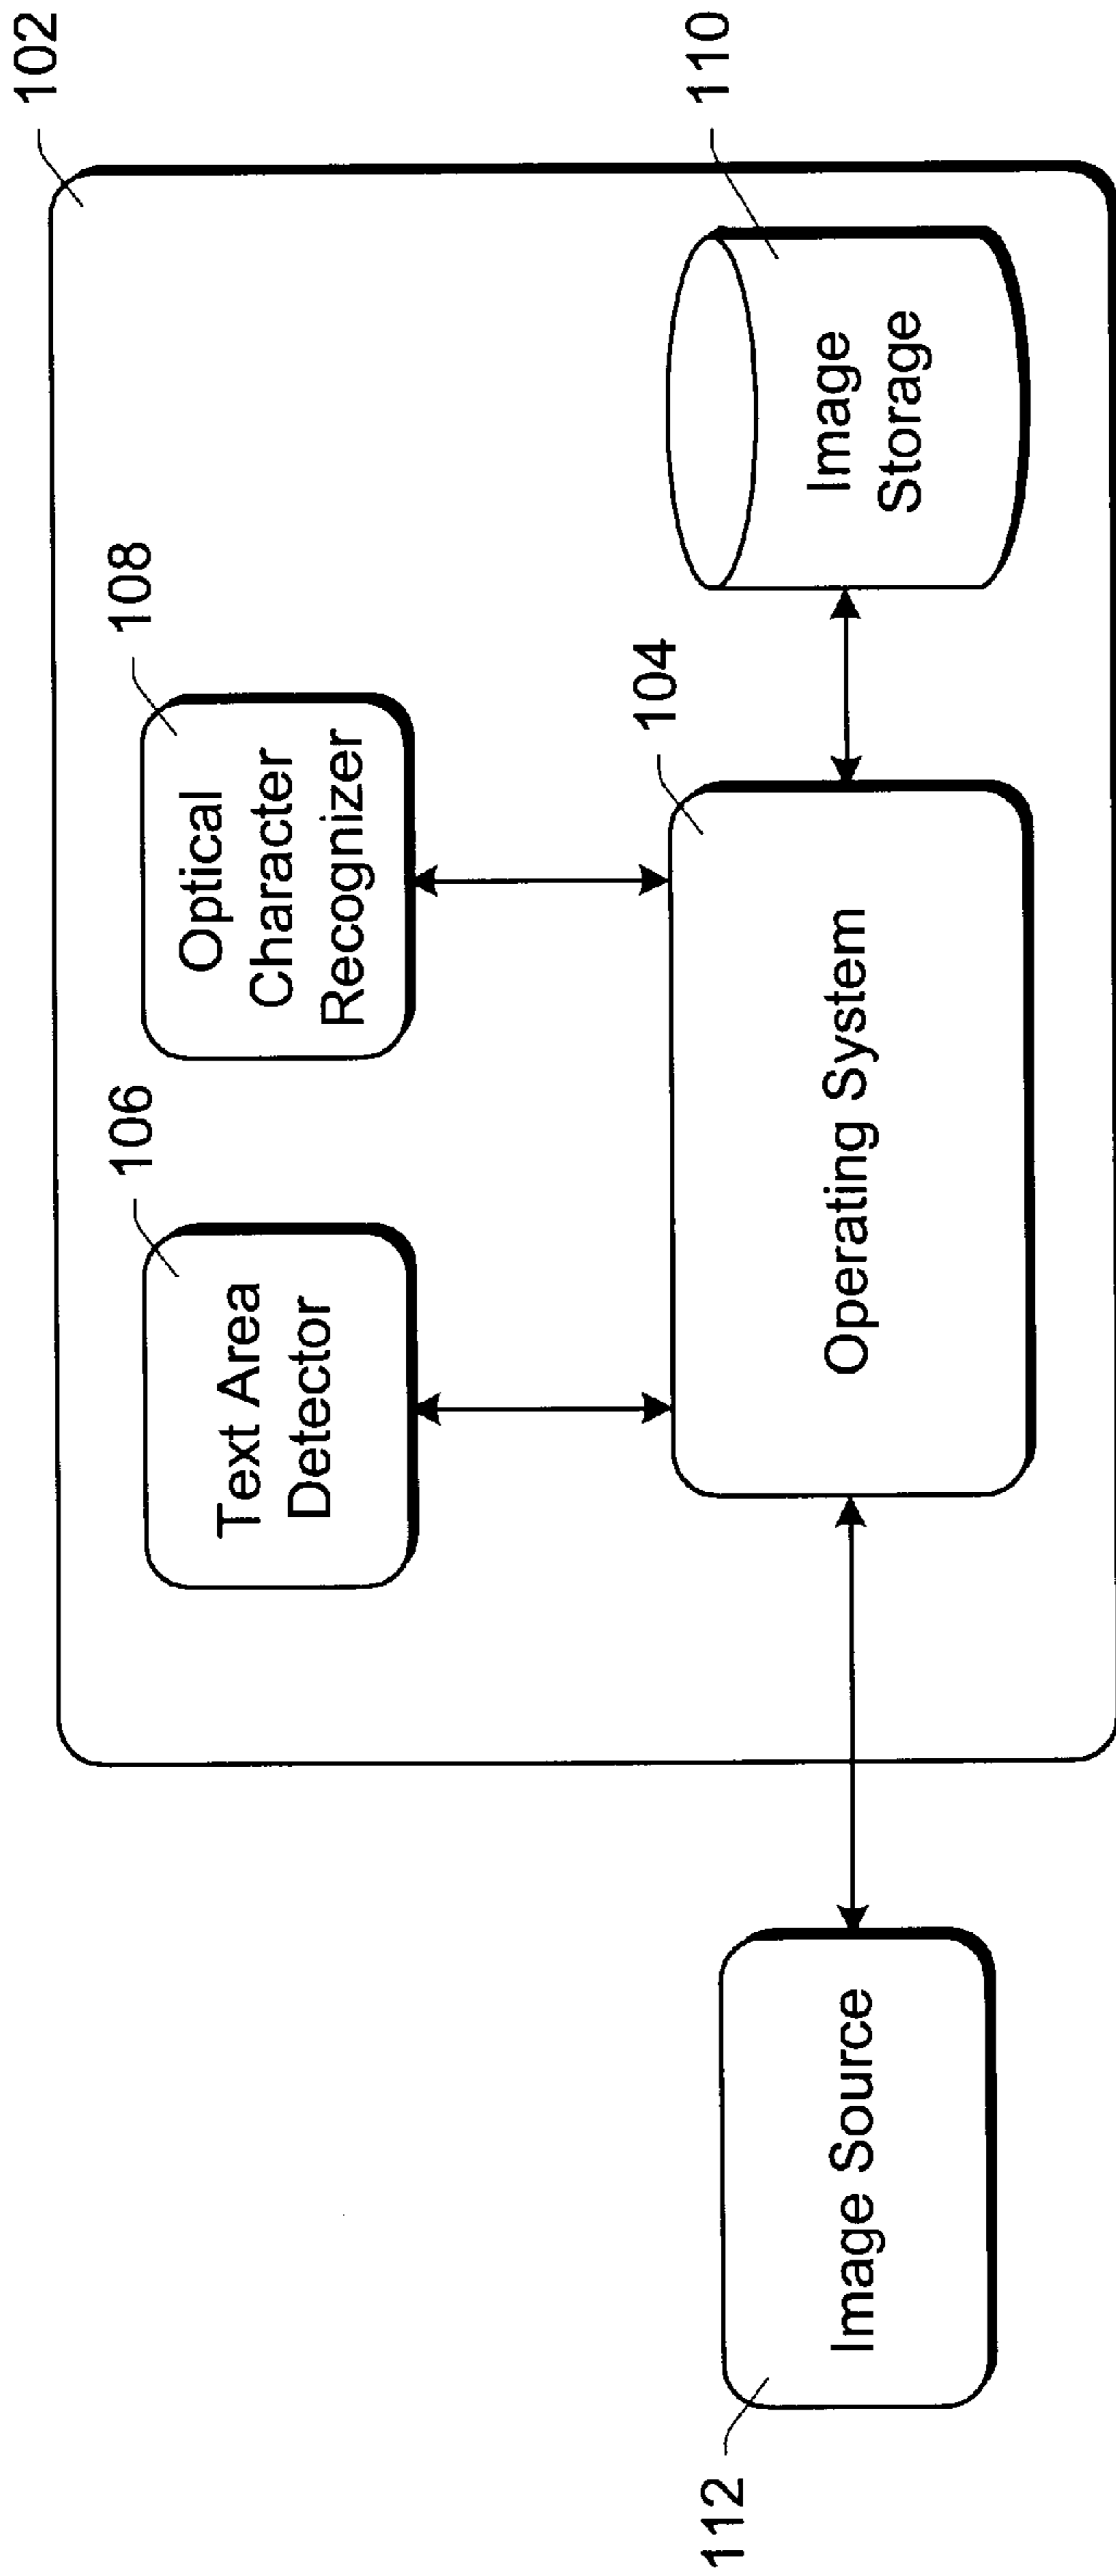 102
106
Text Area
Detector
108
Optical
Character
Recognizer
112
Image Source
104
Operating System
110
Image
Storage